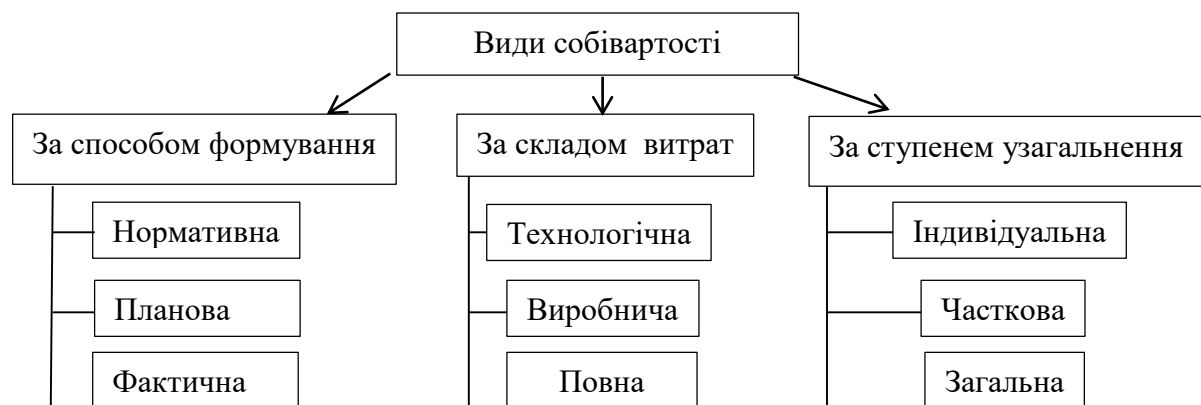 Види собівартості
За способом формування
За складом витрат
За ступенем узагальнення
Нормативна
Технологічна
Індивідуальна
Планова
Виробнича
Часткова
Фактична
Повна
Загальна